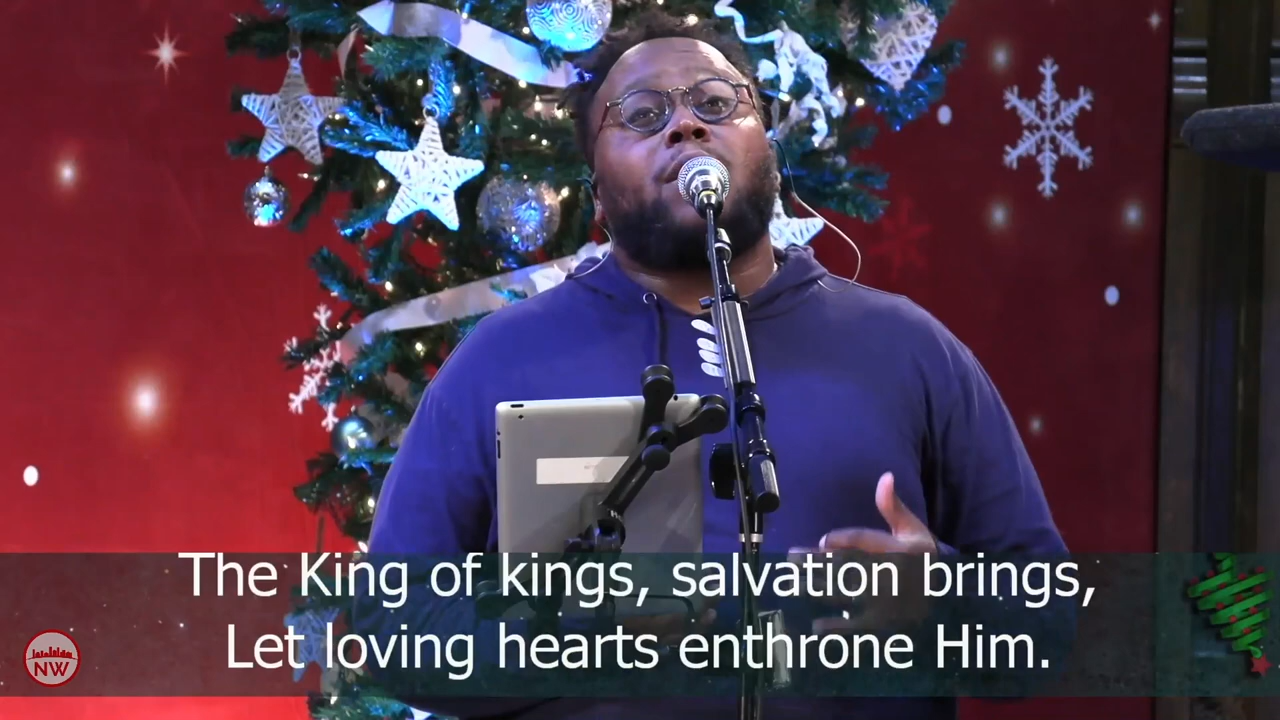 The King of kings, salvation brings,
Let loving hearts enthrone Him.
NW